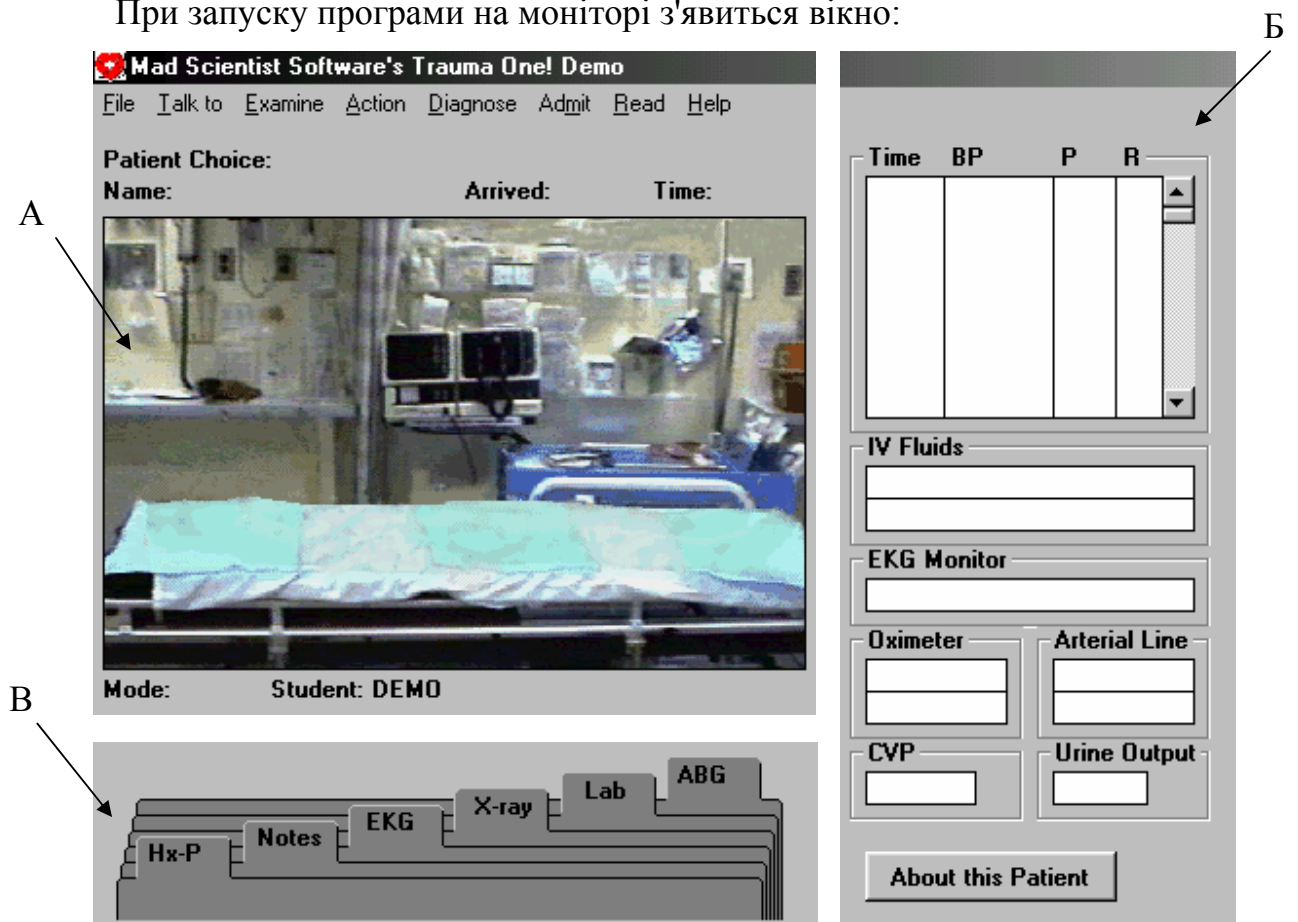 При запуску програми на моніторі з'явиться вікно:
Б
Mad Scientist Software's Trauma One! Demo
File Talk to Examine Action Diagnose Admit Read Help
Patient Choice:
Name: Arrived: Time:
А
Mode: Student: DEMO
В
Hx-P Notes EKG X-ray Lab ABG
Time BP P R
IV Fluids
EKG Monitor
Oximeter Arterial Line
CVP Urine Output
About this Patient